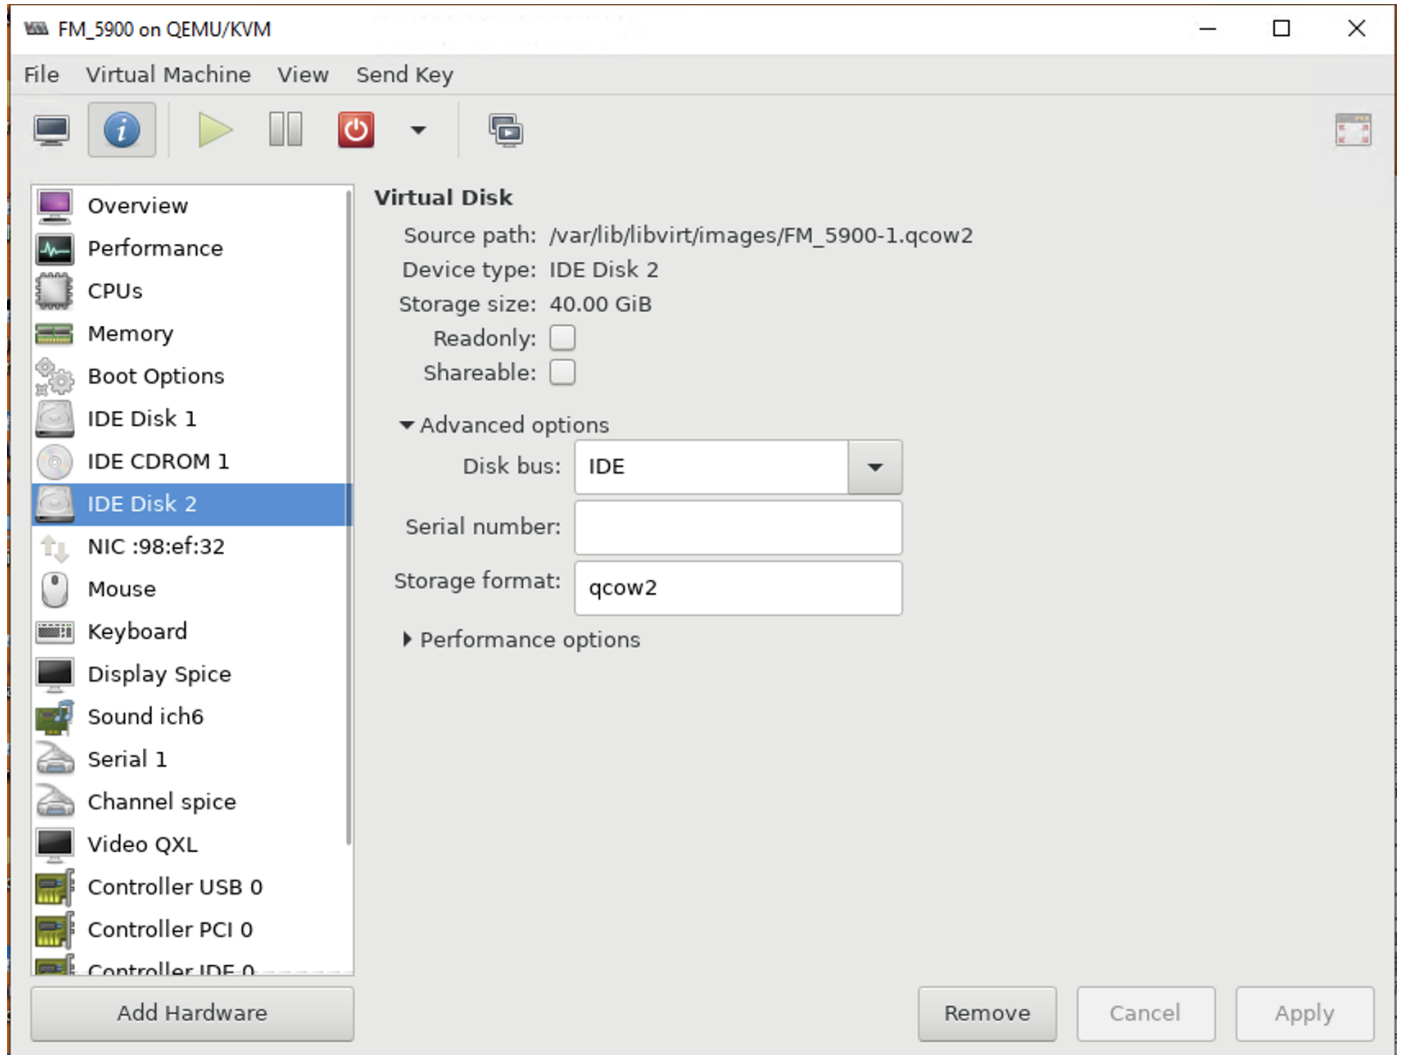 FM_5900 on QEMU/KVM
File Virtual Machine View Send Key
Overview
Performance
CPUs
Memory
Boot Options
IDE Disk 1
IDE CDROM 1
IDE Disk 2
NIC :98:ef:32
Mouse
Keyboard
Display Spice
Sound ich6
Serial 1
Channel spice
Video QXL
Controller USB 0
Controller PCI 0
Controller IDE 0
Add Hardware
Virtual Disk
Source path: /var/lib/libvirt/images/FM_5900-1.qcow2
Device type: IDE Disk 2
Storage size: 40.00 GiB
Readonly:
Shareable:
Advanced options
Disk bus: IDE
Serial number:
Storage format: qcow2
Performance options
Remove Cancel Apply